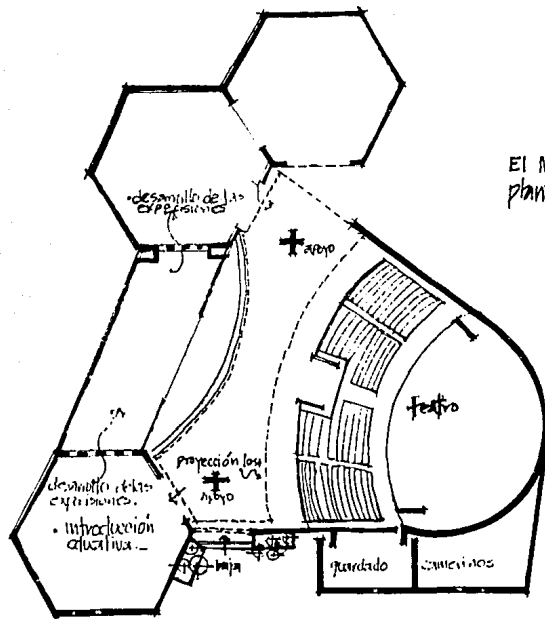 El
plan
• desarrollo de las
exposiciones
apoyo
teatro
proyección losa
desarrollo de las
exposiciones.
• introducción
educativa._
apoyo
baja
guardado
camerinos